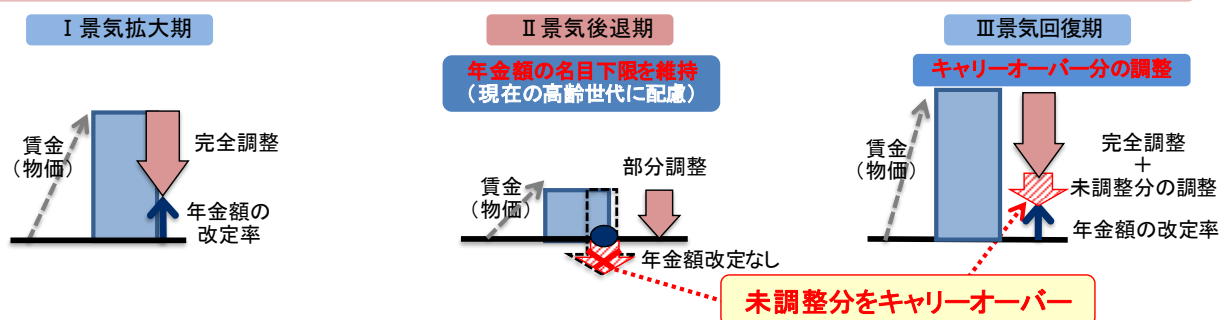 Ⅰ景気拡大期
賃金
（物価）
完全調整
年金額の
改定率
Ⅱ景気後退期
年金額の名目下限を維持
（現在の高齢世代に配慮）
賃金
（物価）
部分調整
年金額改定なし
Ⅲ景気回復期
キャリーオーバー分の調整
賃金
（物価）
完全調整
＋
未調整分の調整
年金額の改定率
未調整分をキャリーオーバー